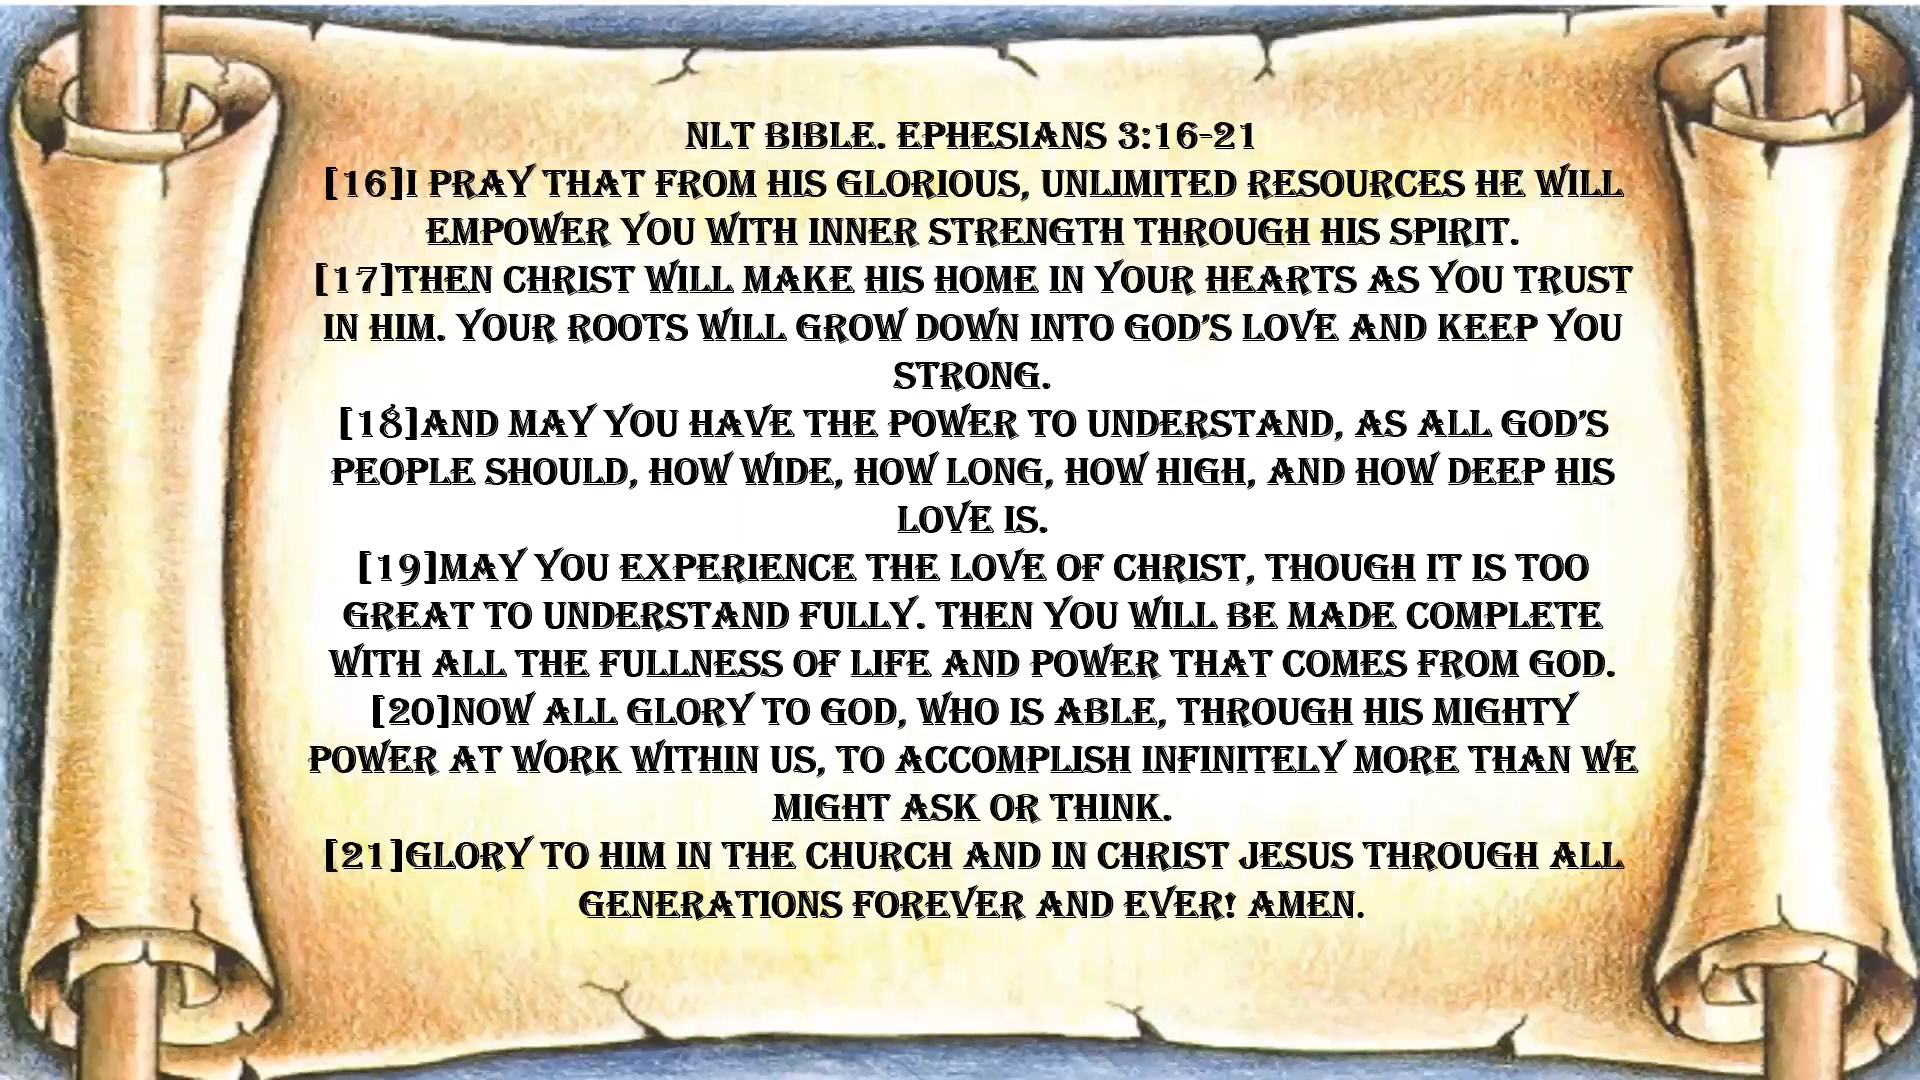 NLT BIBLE. EPHESIANS 3:16-21
[16]I PRAY THAT FROM HIS GLORIOUS, UNLIMITED RESOURCES HE WILL
EMPOWER YOU WITH INNER STRENGTH THROUGH HIS SPIRIT.
[17]THEN CHRIST WILL MAKE HIS HOME IN YOUR HEARTS AS YOU TRUST
IN HIM. YOUR ROOTS WILL GROW DOWN INTO GOD’S LOVE AND KEEP YOU
STRONG.
[18]AND MAY YOU HAVE THE POWER TO UNDERSTAND, AS ALL GOD’S
PEOPLE SHOULD, HOW WIDE, HOW LONG, HOW HIGH, AND HOW DEEP HIS
LOVE IS.
[19]MAY YOU EXPERIENCE THE LOVE OF CHRIST, THOUGH IT IS TOO
GREAT TO UNDERSTAND FULLY. THEN YOU WILL BE MADE COMPLETE
WITH ALL THE FULLNESS OF LIFE AND POWER THAT COMES FROM GOD.
[20]NOW ALL GLORY TO GOD, WHO IS ABLE, THROUGH HIS MIGHTY
POWER AT WORK WITHIN US, TO ACCOMPLISH INFINITELY MORE THAN WE
MIGHT ASK OR THINK.
[21]GLORY TO HIM IN THE CHURCH AND IN CHRIST JESUS THROUGH ALL
GENERATIONS FOREVER AND EVER! AMEN.